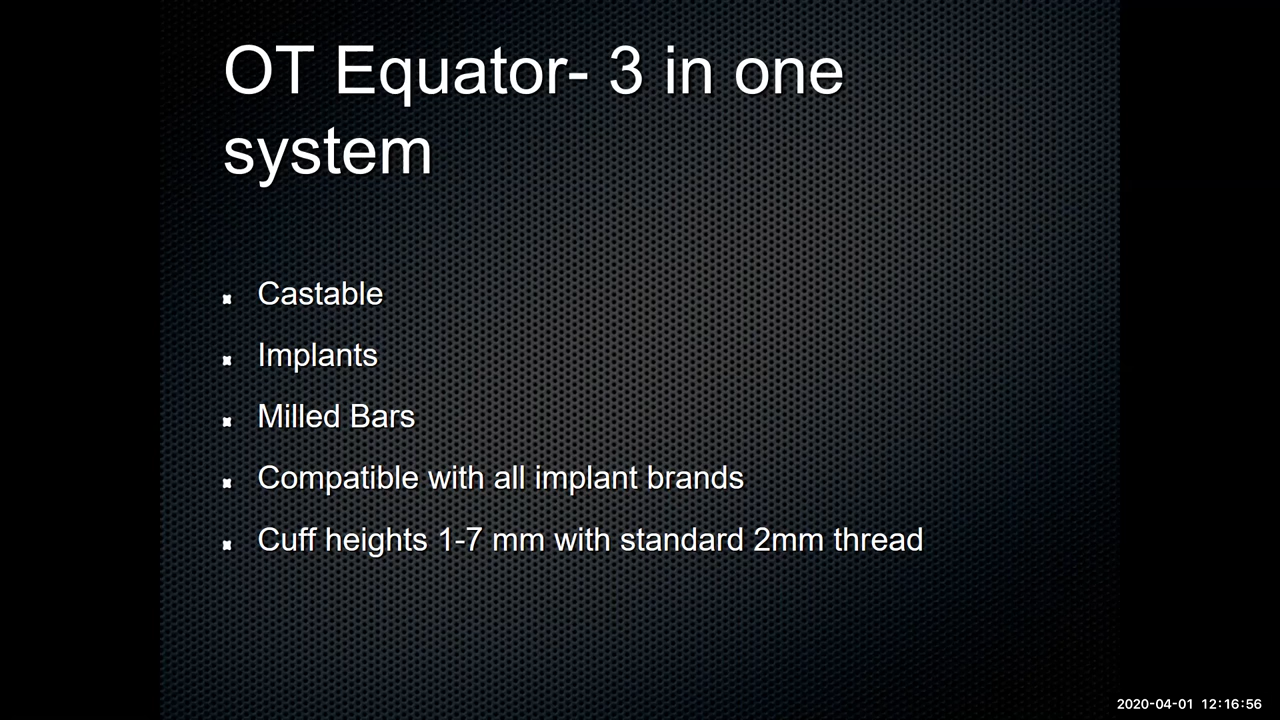 OT Equator- 3 in one
system
Castable
Implants
Milled Bars
Compatible with all implant brands
Cuff heights 1-7 mm with standard 2mm thread
2020-04-01 12:16:56